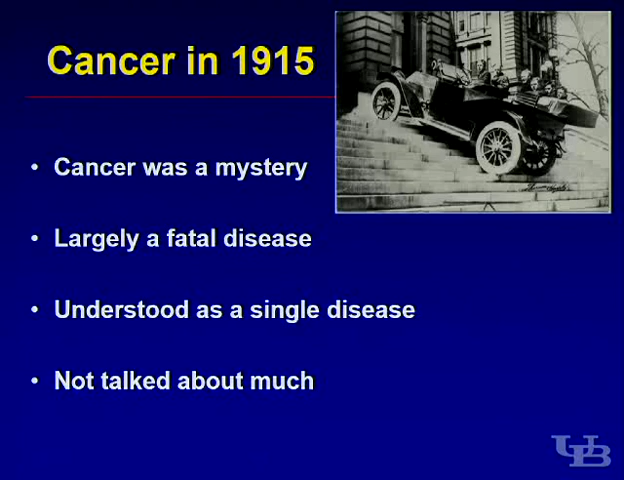 Cancer in 1915
• Cancer was a mystery
• Largely a fatal disease
• Understood as a single disease
• Not talked about much
UB